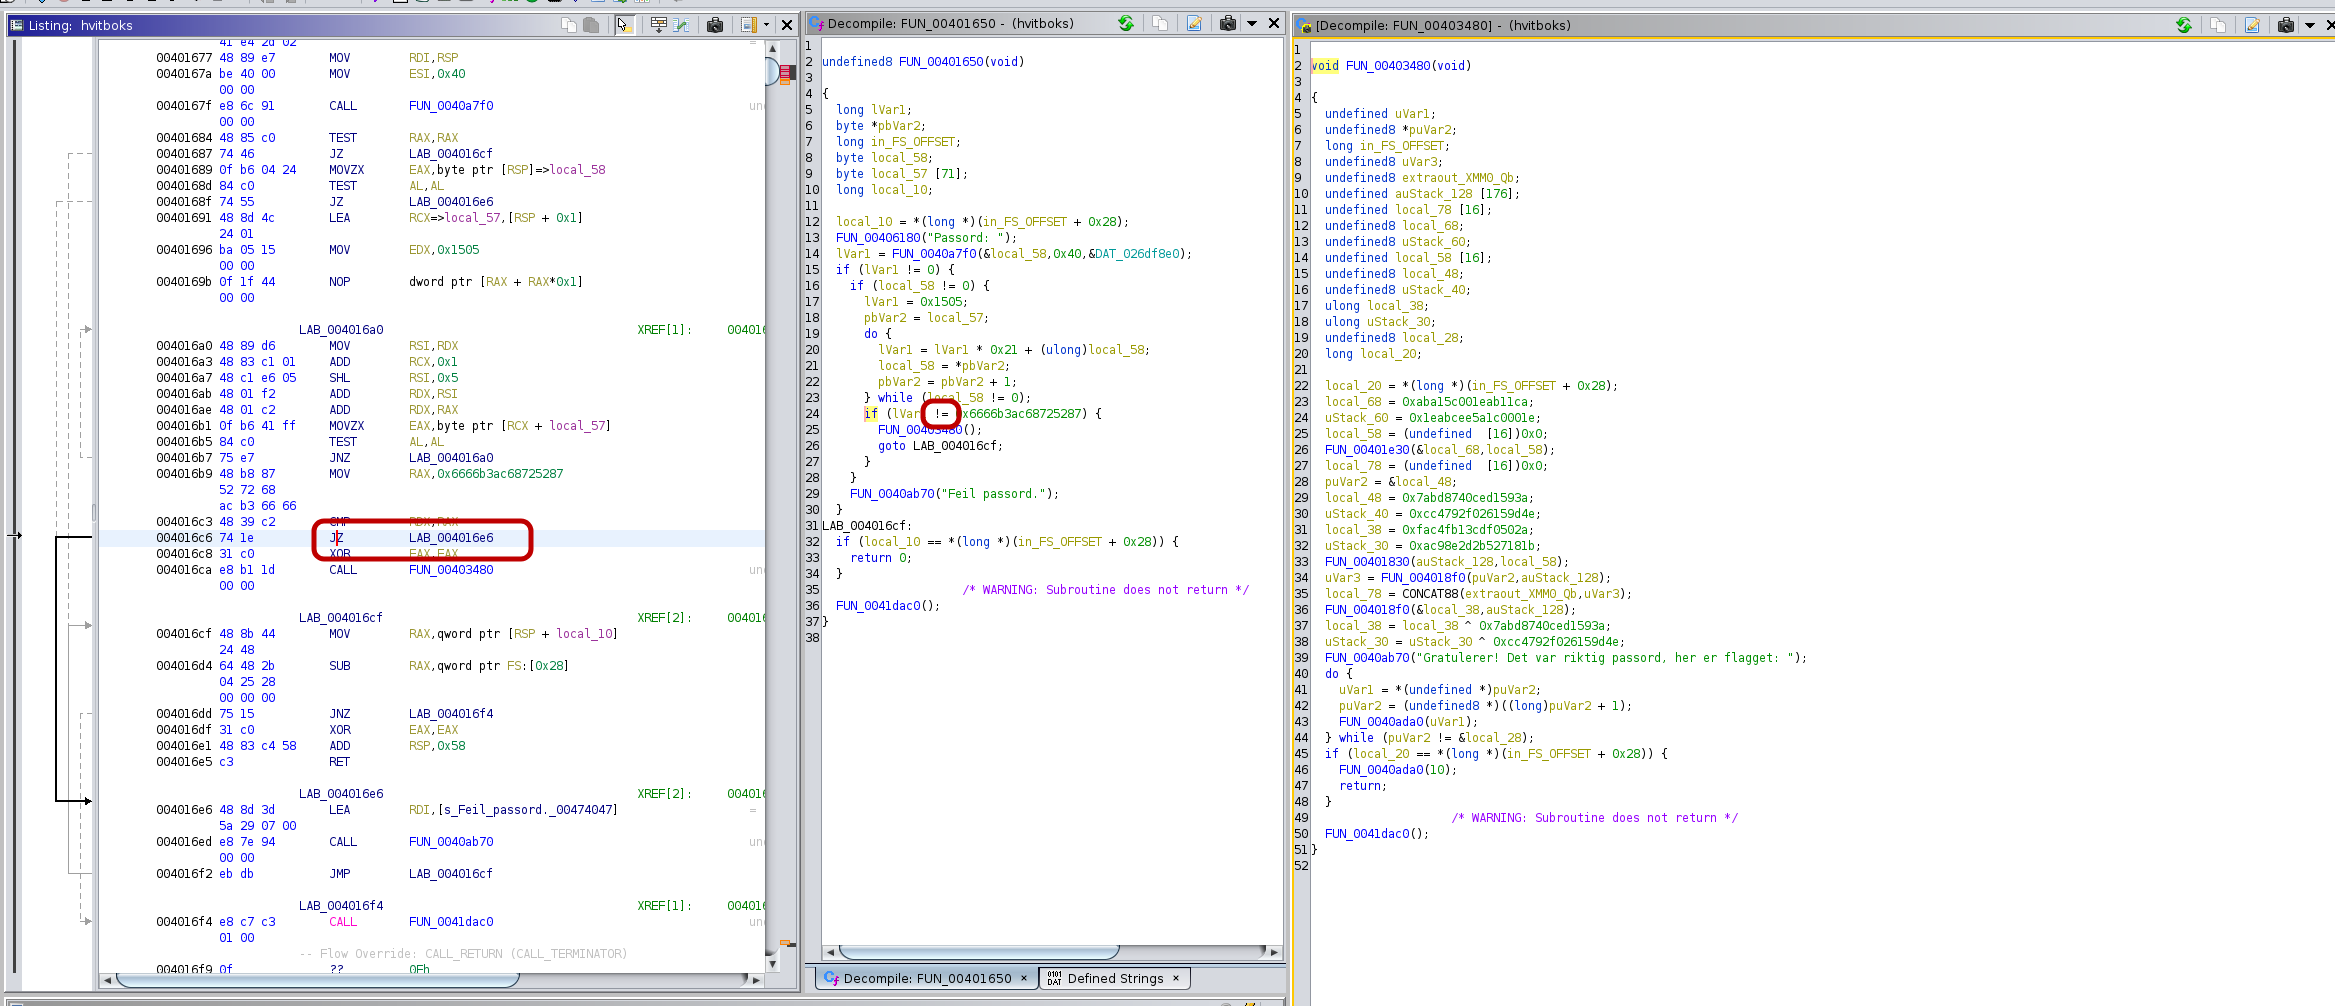 Listing: hvitboks
41 e4 2d 02
00401677 48 89 e7 MOV RDI,RSP
0040167a be 40 00 MOV ESI,0x40
00 00
0040167f e8 6c 91 CALL FUN_0040a7f0
00 00
00401684 48 85 c0 TEST RAX,RAX
00401687 74 46 JZ LAB_004016cf
00401689 0f b6 04 24 MOVZX EAX,byte ptr [RSP]=>local_58
0040168d 84 c0 TEST AL,AL
0040168f 74 55 JZ LAB_004016e6
00401691 48 8d 4c LEA RCX=>local_57,[RSP + 0x1]
24 01
00401696 ba 05 15 MOV EDX,0x1505
00 00
0040169b 0f 1f 44 NOP dword ptr [RAX + RAX*0x1]
00 00
LAB_004016a0 XREF[1]: 004016
004016a0 48 89 d6 MOV RSI,RDX
004016a3 48 83 c1 01 ADD RCX,0x1
004016a7 48 c1 e6 05 SHL RSI,0x5
004016ab 48 01 f2 ADD RDX,RSI
004016ae 48 01 c2 ADD RDX,RAX
004016b1 0f b6 41 ff MOVZX EAX,byte ptr [RCX + local_57]
004016b5 84 c0 TEST AL,AL
004016b7 75 e7 JNZ LAB_004016a0
004016b9 48 b8 87 MOV RAX,0x6666b3ac68725287
52 72 68
ac b3 66 66
004016c3 48 39 c2 CMP RDX,RAX
004016c6 74 1e JZ LAB_004016e6
004016c8 31 c0 XOR EAX,EAX
004016ca e8 b1 1d CALL FUN_00403480
00 00
LAB_004016cf XREF[2]: 004016
004016cf 48 8b 44 MOV RAX,qword ptr [RSP + local_10]
24 48
004016d4 64 48 2b SUB RAX,qword ptr FS:[0x28]
04 25 28
00 00 00
004016dd 75 15 JNZ LAB_004016f4
004016df 31 c0 XOR EAX,EAX
004016e1 48 83 c4 58 ADD RSP,0x58
004016e5 c3 RET
LAB_004016e6 XREF[2]: 004016
004016e6 48 8d 3d LEA RDI,[s_Feil_passord._00474047] =
5a 29 07 00
004016ed e8 7e 94 CALL FUN_0040ab70
00 00
004016f2 eb db JMP LAB_004016cf
LAB_004016f4 XREF[1]: 004016
004016f4 e8 c7 c3 CALL FUN_0041dac0
01 00
-- Flow Override: CALL_RETURN (CALL_TERMINATOR)
004016f9 0f ?? 0Fh
Decompile: FUN_00401650 - (hvitboks)
1
2 undefined8 FUN_00401650(void)
3
4 {
5 long lVar1;
6 byte *pbVar2;
7 long in_FS_OFFSET;
8 byte local_58;
9 byte local_57 [71];
10 long local_10;
11
12 local_10 = *(long *)(in_FS_OFFSET + 0x28);
13 FUN_00406180("Passord: ");
14 lVar1 = FUN_0040a7f0(&local_58,0x40,&DAT_026df8e0);
15 if (lVar1 != 0) {
16 if (local_58 != 0) {
17 lVar1 = 0x1505;
18 pbVar2 = local_57;
19 do {
20 lVar1 = lVar1 * 0x21 + (ulong)local_58;
21 local_58 = *pbVar2;
22 pbVar2 = pbVar2 + 1;
23 } while (local_58 != 0);
24 if (lVar != 0x6666b3ac68725287) {
25 FUN_00403480();
26 goto LAB_004016cf;
27 }
28 }
29 FUN_0040ab70("Feil passord.");
30 }
31 LAB_004016cf:
32 if (local_10 == *(long *)(in_FS_OFFSET + 0x28)) {
33 return 0;
34 }
35 /* WARNING: Subroutine does not return */
36 FUN_0041dac0();
37 }
38
Decompile: FUN_00401650 ×
Defined Strings ×
[Decompile: FUN_00403480] - (hvitboks)
1
2 void FUN_00403480(void)
3
4 {
5 undefined uVar1;
6 undefined8 *puVar2;
7 long in_FS_OFFSET;
8 undefined8 uVar3;
9 undefined8 extraout_XMM0_Qb;
10 undefined auStack_128 [176];
11 undefined local_78 [16];
12 undefined8 local_68;
13 undefined8 uStack_60;
14 undefined local_58 [16];
15 undefined8 local_48;
16 undefined8 uStack_40;
17 ulong local_38;
18 ulong uStack_30;
19 undefined8 local_28;
20 long local_20;
21
22 local_20 = *(long *)(in_FS_OFFSET + 0x28);
23 local_68 = 0xaba15c001eab11ca;
24 uStack_60 = 0x1eabcee5a1c0001e;
25 local_58 = (undefined [16])0x0;
26 FUN_00401e30(&local_68,local_58);
27 local_78 = (undefined [16])0x0;
28 puVar2 = &local_48;
29 local_48 = 0x7abd8740ced1593a;
30 uStack_40 = 0xcc4792f026159d4e;
31 local_38 = 0xfac4fb13cdf0502a;
32 uStack_30 = 0xac98e2d2b527181b;
33 FUN_00401830(auStack_128,local_58);
34 uVar3 = FUN_004018f0(puVar2,auStack_128);
35 local_78 = CONCAT88(extraout_XMM0_Qb,uVar3);
36 FUN_004018f0(&local_38,auStack_128);
37 local_38 = local_38 ^ 0x7abd8740ced1593a;
38 uStack_30 = uStack_30 ^ 0xcc4792f026159d4e;
39 FUN_0040ab70("Gratulerer! Det var riktig passord, her er flagget: ");
40 do {
41 uVar1 = *(undefined *)puVar2;
42 puVar2 = (undefined8 *)((long)puVar2 + 1);
43 FUN_0040ada0(uVar1);
44 } while (puVar2 != &local_28);
45 if (local_20 == *(long *)(in_FS_OFFSET + 0x28)) {
46 FUN_0040ada0(10);
47 return;
48 }
49 /* WARNING: Subroutine does not return */
50 FUN_0041dac0();
51 }
52